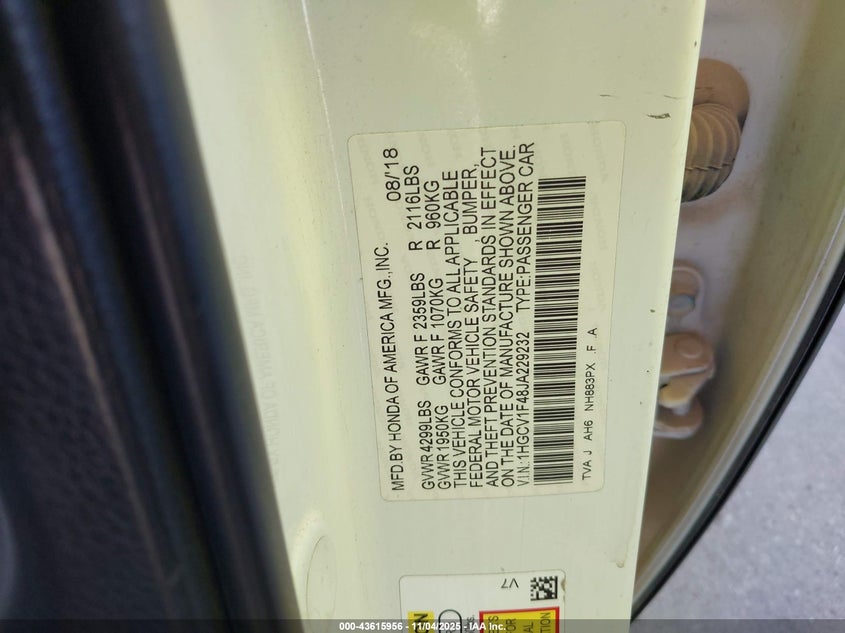 MFD.BY HONDA OF AMERICA MFG.,INC. 08/'18
GVWR 4299LBS GAWR F 2359LBS R 2116LBS
GVWR 1950KG GAWR F 1070KG R 960KG
THIS VEHICLE CONFORMS TO ALL APPLICABLE
FEDERAL MOTOR VEHICLE SAFETY , BUMPER,
AND THEFT PREVENTION STANDARDS IN EFFECT
ON THE DATE OF MANUFACTURE SHOWN ABOVE.
V.I.N.:1HGCV1F48JA229232 TYPE:PASSENGER CAR
TVA J AH6 NH883PX .F .A
V7
000-43615956 - 11/04/2025 - IAA Inc.